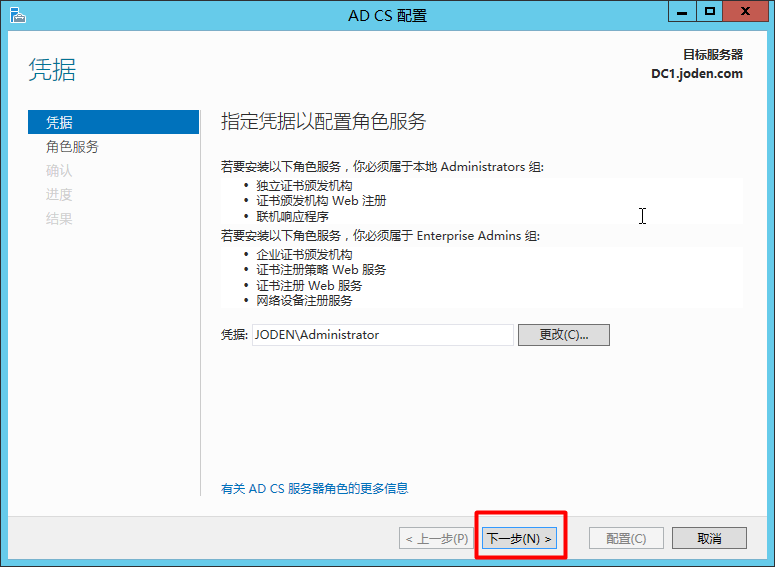 AD CS 配置
凭据
目标服务器
DC1.joden.com
凭据
角色服务
确认
进度
结果
指定凭据以配置角色服务
若要安装以下角色服务，你必须属于本地 Administrators 组:
• 独立证书颁发机构
• 证书颁发机构 Web 注册
• 联机响应程序
若要安装以下角色服务，你必须属于 Enterprise Admins 组:
• 企业证书颁发机构
• 证书注册策略 Web 服务
• 证书注册 Web 服务
• 网络设备注册服务
凭据: JODEN\Administrator 更改(C)...
有关 AD CS 服务器角色的更多信息
< 上一步(P) 下一步(N) > 配置(C) 取消